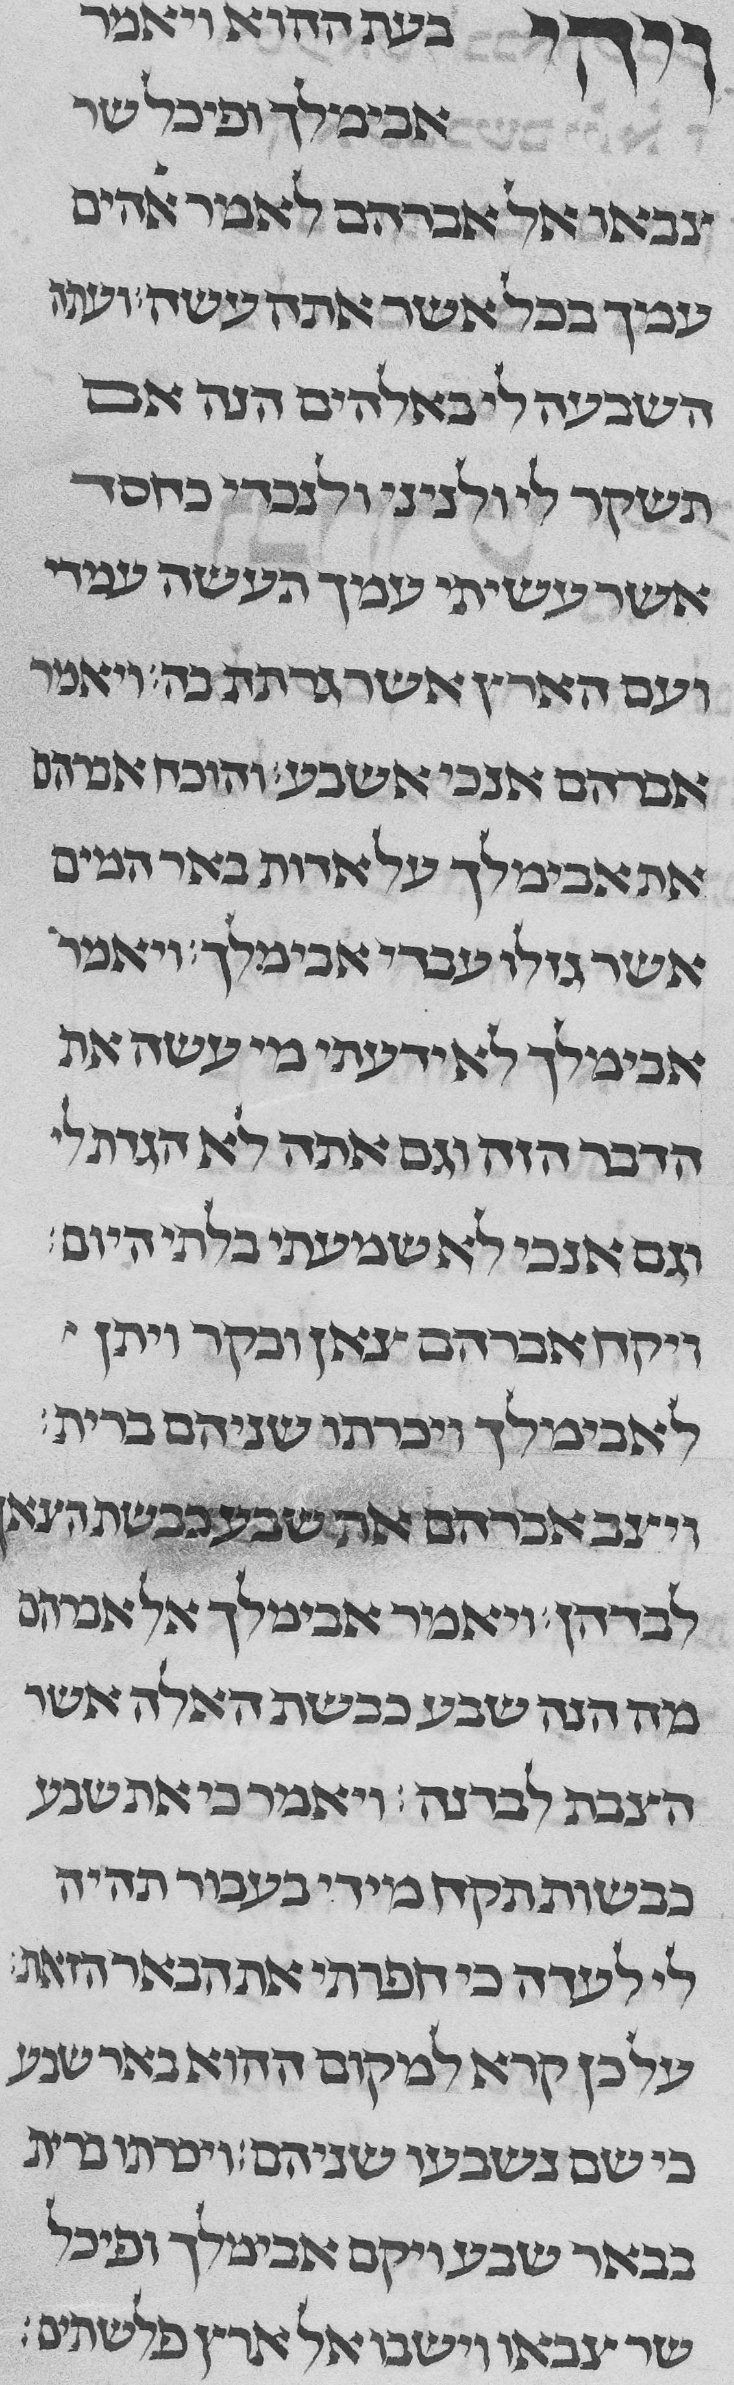 ויהי בעת ההוא ויאמר
אבימלך ופיכל שר
צבאו אל אברהם לאמר אהים
עמך בכל אשר אתה עשה׃ ועתה
השבעה לי באלהים הנה אם
תשקר לי ולניני ולנכדי כחסד
אשר עשיתי עמך תעשה עמדי
ועם הארץ אשר גרתת בה׃ ויאמר
אברהם אנכי אשבע׃ והוכח אברהם
את אבימלך על אדות באר המים
אשר גזלו עבדי אבימלך׃ ויאמר
אבימלך לא ידעתי מי עשה את
הדבר הזה וגם אתה לא הגדת לי
וגם אנכי לא שמעתי בלתי היום׃
ויקח אברהם צאן ובקר ויתן
לאבימלך ויכרתו שניהם ברית׃
ויצב אברהם את שבע כבשת הצאן
לבדהן׃ ויאמר אבימלך אל אברהם
מה הנה שבע כבשת האלה אשר
הצבת לבדנה׃ ויאמר כי את שבע
כבשות תקח מידי בעבור תהיה
לי לעדה כי חפרתי את הבאר הזאת׃
על כן קרא למקום ההוא באר שבע
כי שם נשבעו שניהם׃ ויכרתו ברית
בבאר שבע ויקם אבימלך ופיכל
שר צבאו וישבו אל ארץ פלשתים׃